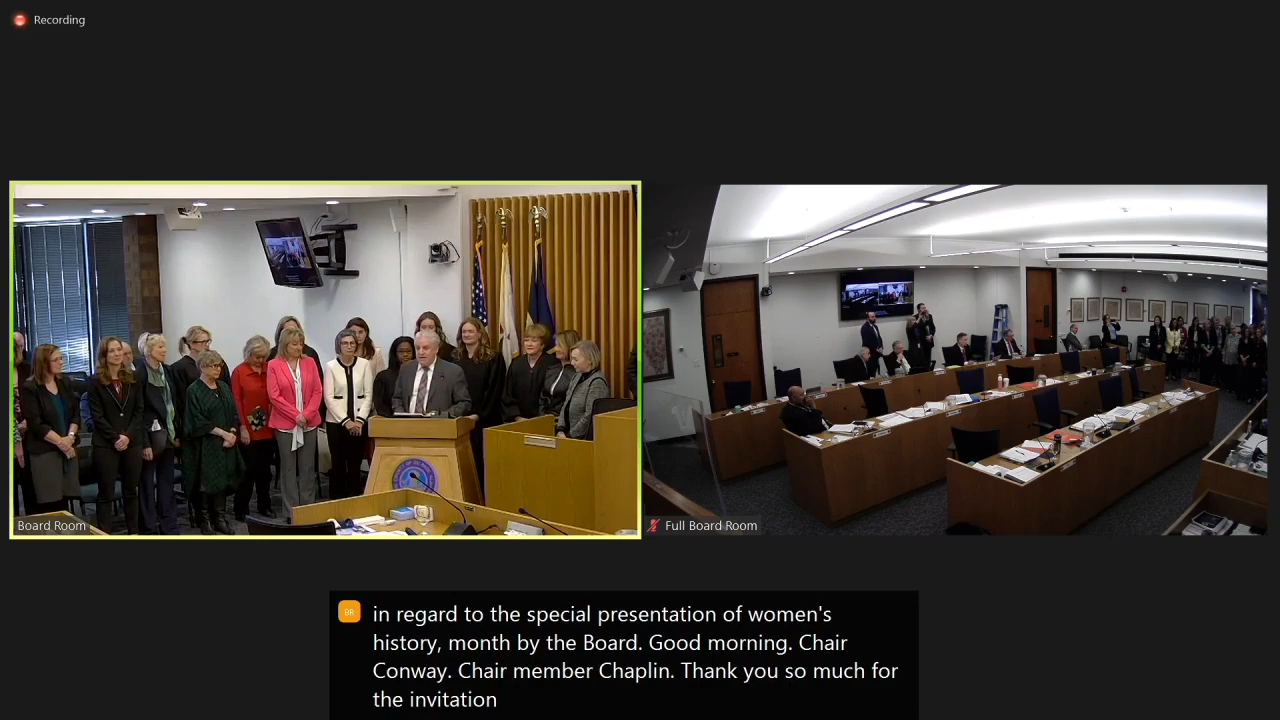 Recording
Board Room
Full Board Room
BR
in regard to the special presentation of women's
history, month by the Board. Good morning. Chair
Conway. Chair member Chaplin. Thank you so much for
the invitation